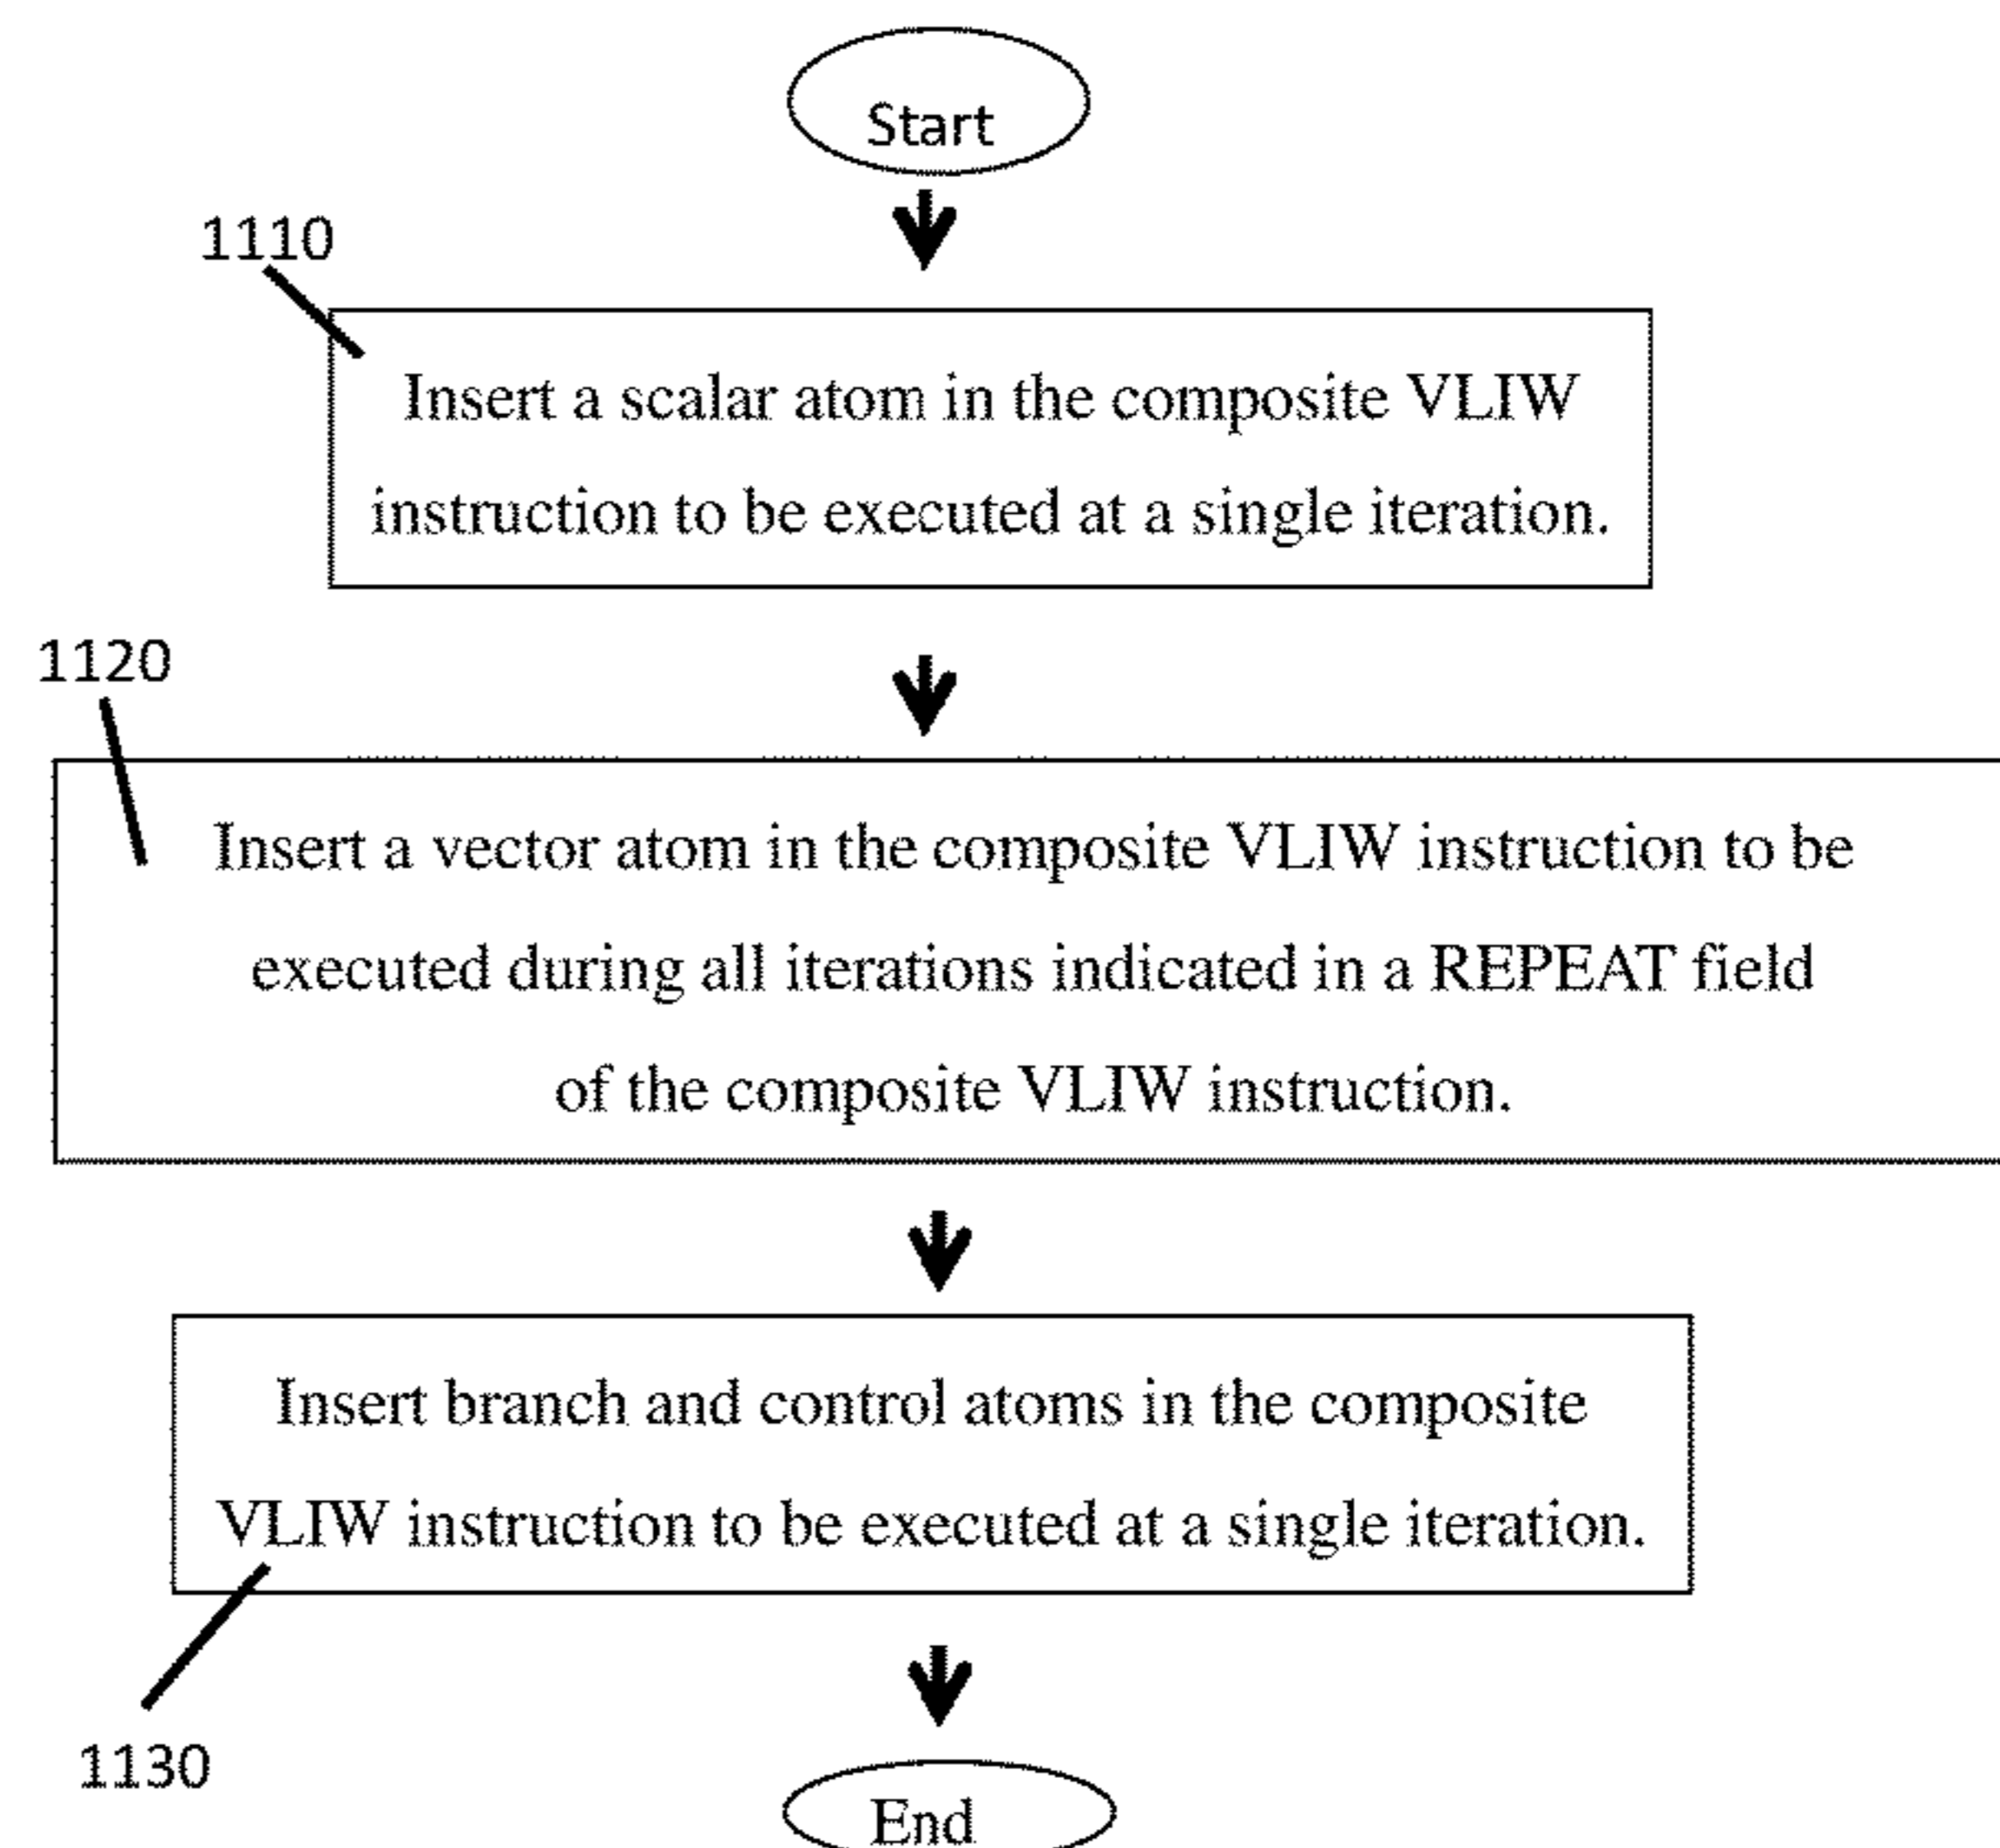 Start
1110
Insert a scalar atom in the composite VLIW
instruction to be executed at a single iteration.
1120
Insert a vector atom in the composite VLIW instruction to be
executed during all iterations indicated in a REPEAT field
of the composite VLIW instruction.
Insert branch and control atoms in the composite
VLIW instruction to be executed at a single iteration.
1130
End